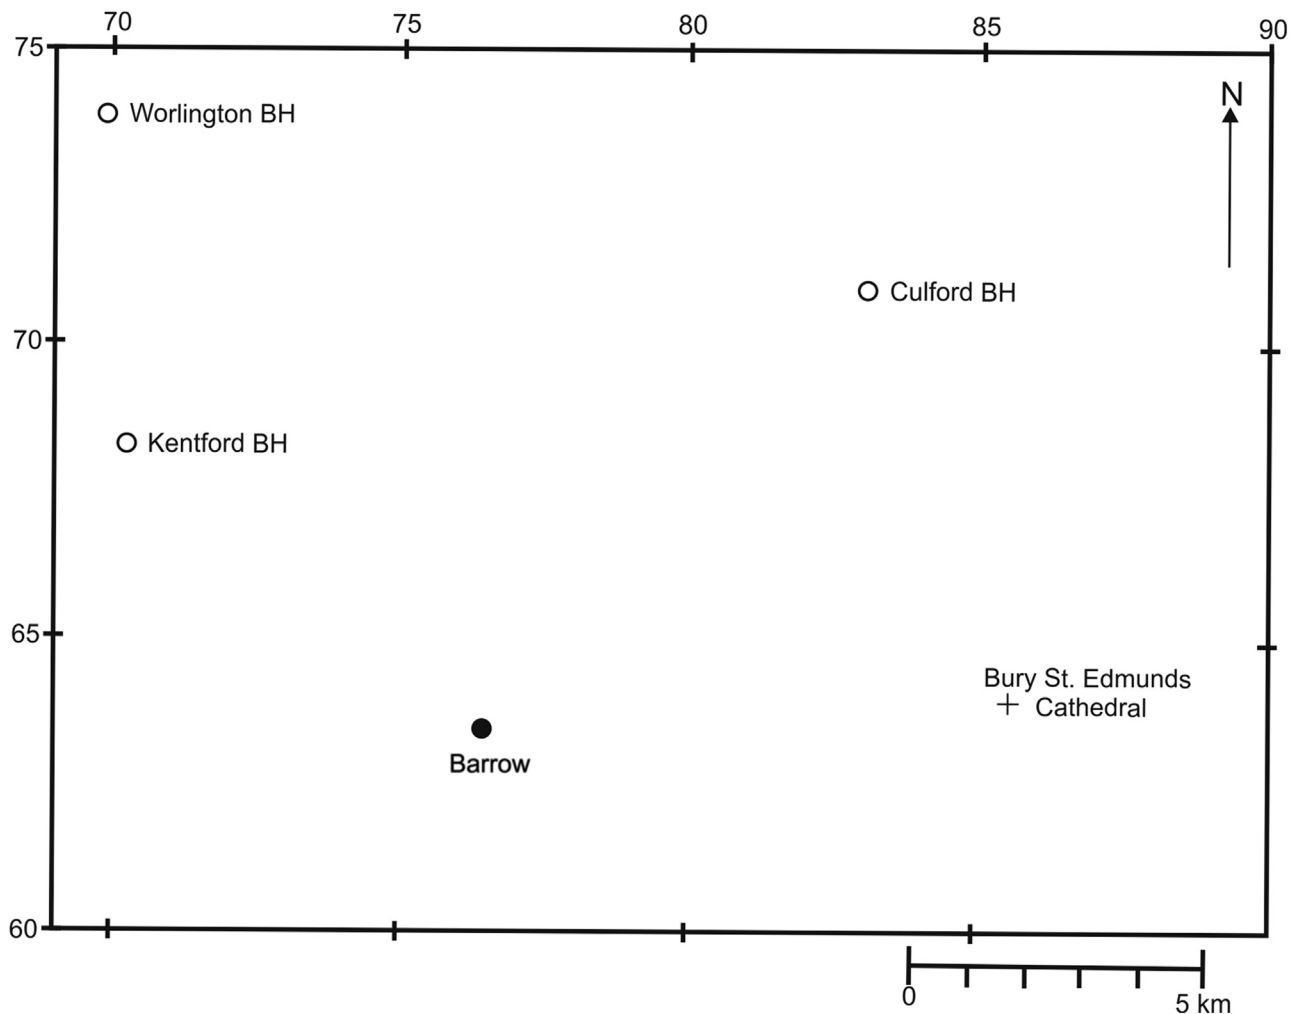 70 75 80 85 90
75
Worlington BH
N
Culford BH
70
Kentford BH
65
Bury St. Edmunds
Cathedral
Barrow
60
0 5 km